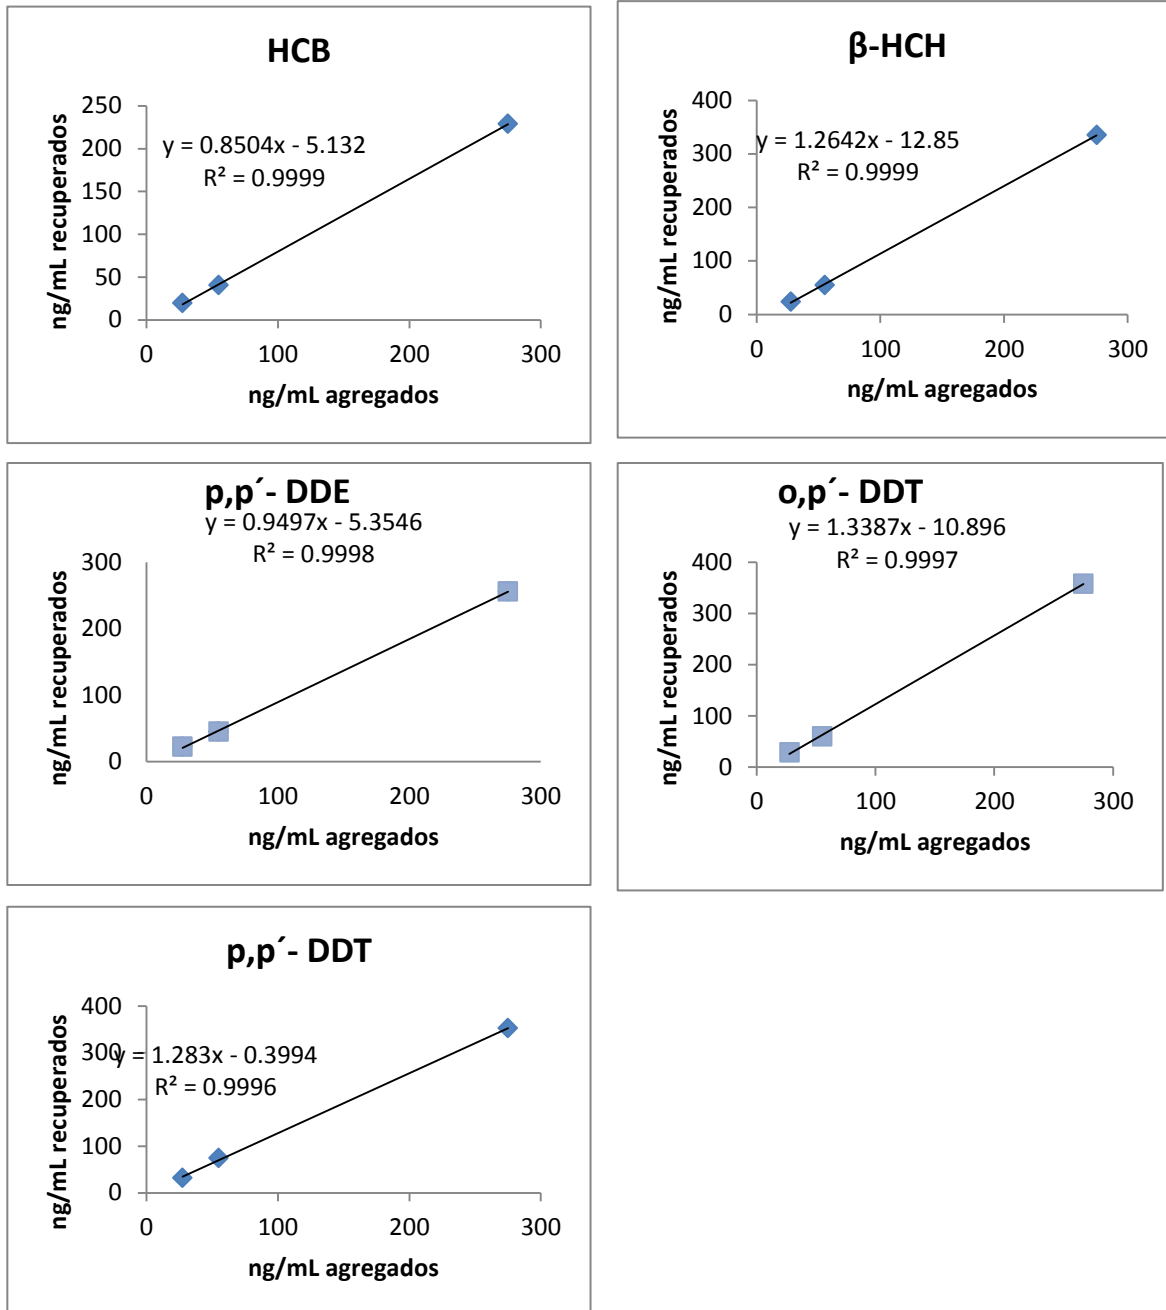 HCB
y = 0.8504x - 5.132
R² = 0.9999
ng/mL recuperados
250
200
150
100
50
0
0 100 200 300
ng/mL agregados
β-HCH
y = 1.2642x - 12.85
R² = 0.9999
ng/mL recuperados
400
300
200
100
0
0 100 200 300
ng/mL agregados
p,p´- DDE
y = 0.9497x - 5.3546
R² = 0.9998
ng/mL recuperados
300
200
100
0
0 100 200 300
ng/mL agregados
o,p´- DDT
y = 1.3387x - 10.896
R² = 0.9997
ng/mL recuperados
400
300
200
100
0
0 100 200 300
ng/mL agregados
p,p´- DDT
y = 1.283x - 0.3994
R² = 0.9996
ng/mL recuperados
400
300
200
100
0
0 100 200 300
ng/mL agregados